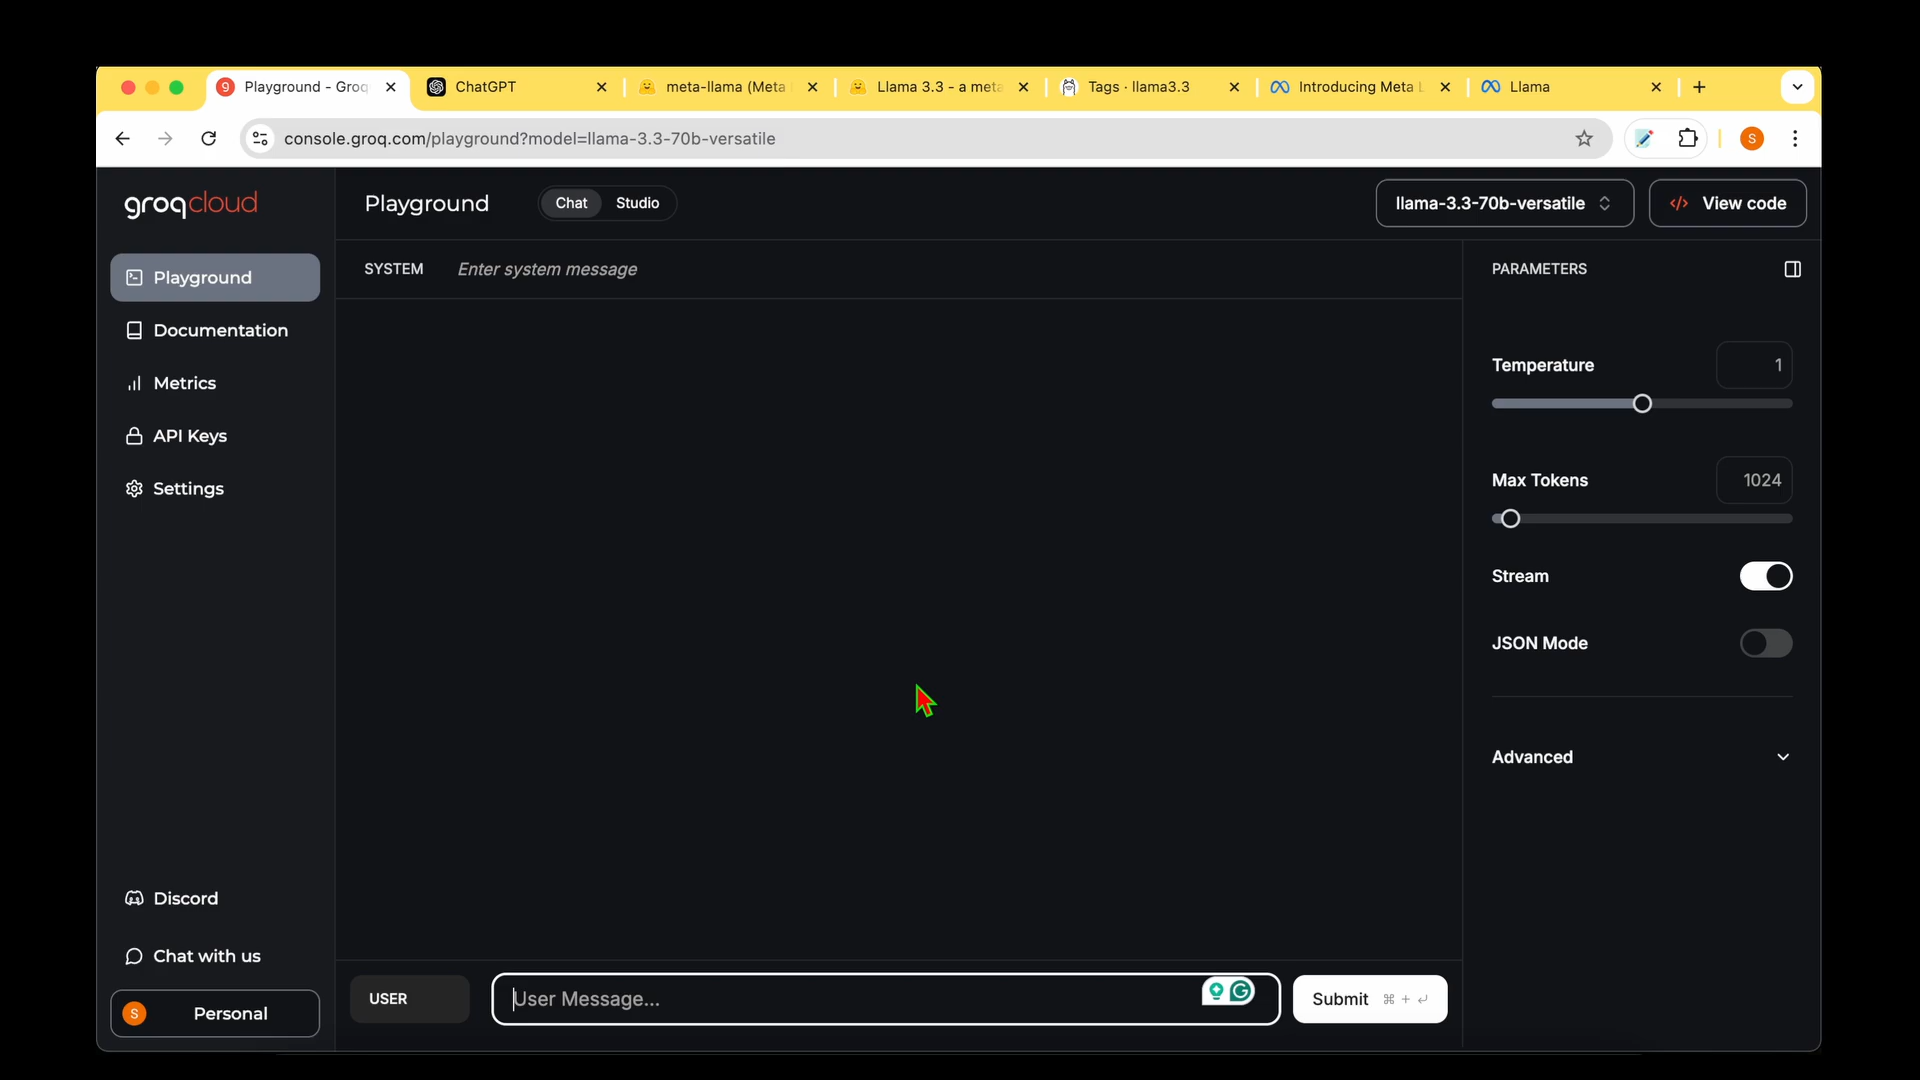 Playground - Groq
ChatGPT
meta-llama (Meta
Llama 3.3 - a meta
Tags · llama3.3
Introducing Meta L
Llama
console.groq.com/playground?model=llama-3.3-70b-versatile
S
groqcloud
Playground
Chat
Studio
llama-3.3-70b-versatile
</> View code
Playground
Documentation
Metrics
API Keys
Settings
SYSTEM
Enter system message
PARAMETERS
Temperature
1
Max Tokens
1024
Stream
JSON Mode
Advanced
Discord
Chat with us
S
Personal
USER
User Message...
Submit ⌘ + ↵